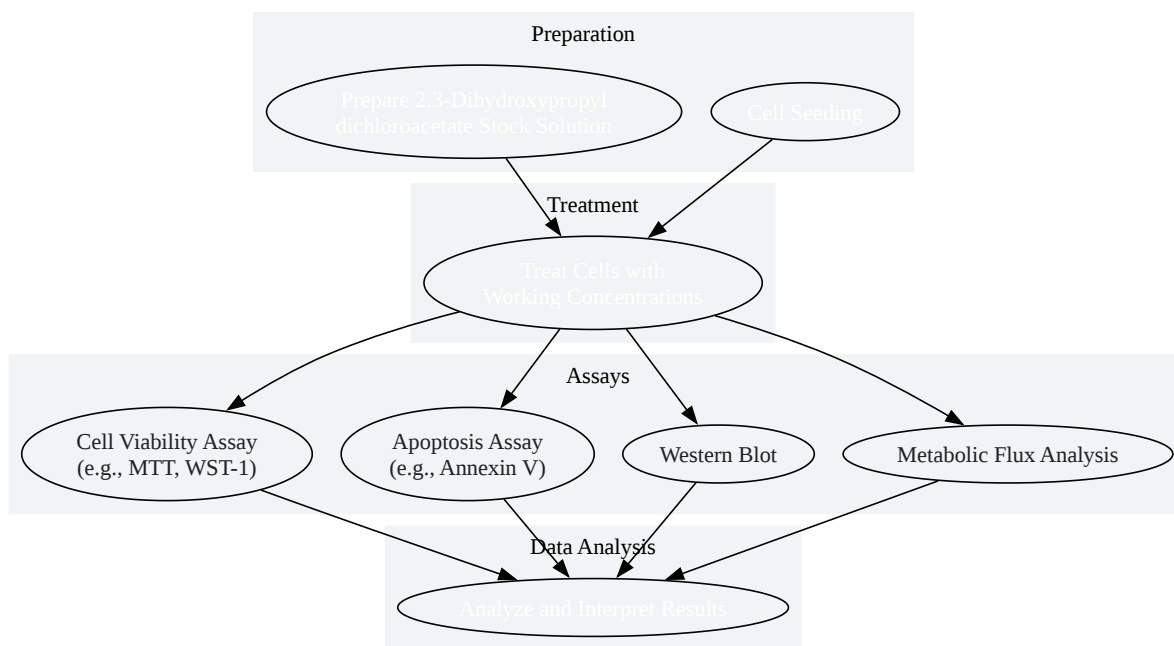 Preparation
Prepare 2,3-Dihydroxypropyl
dichloroacetate Stock Solution
Cell Seeding
Treatment
Treat Cells with
Working Concentrations
Assays
Cell Viability Assay
(e.g., MTT, WST-1)
Apoptosis Assay
(e.g., Annexin V)
Western Blot
Metabolic Flux Analysis
Data Analysis
Analyze and Interpret Results